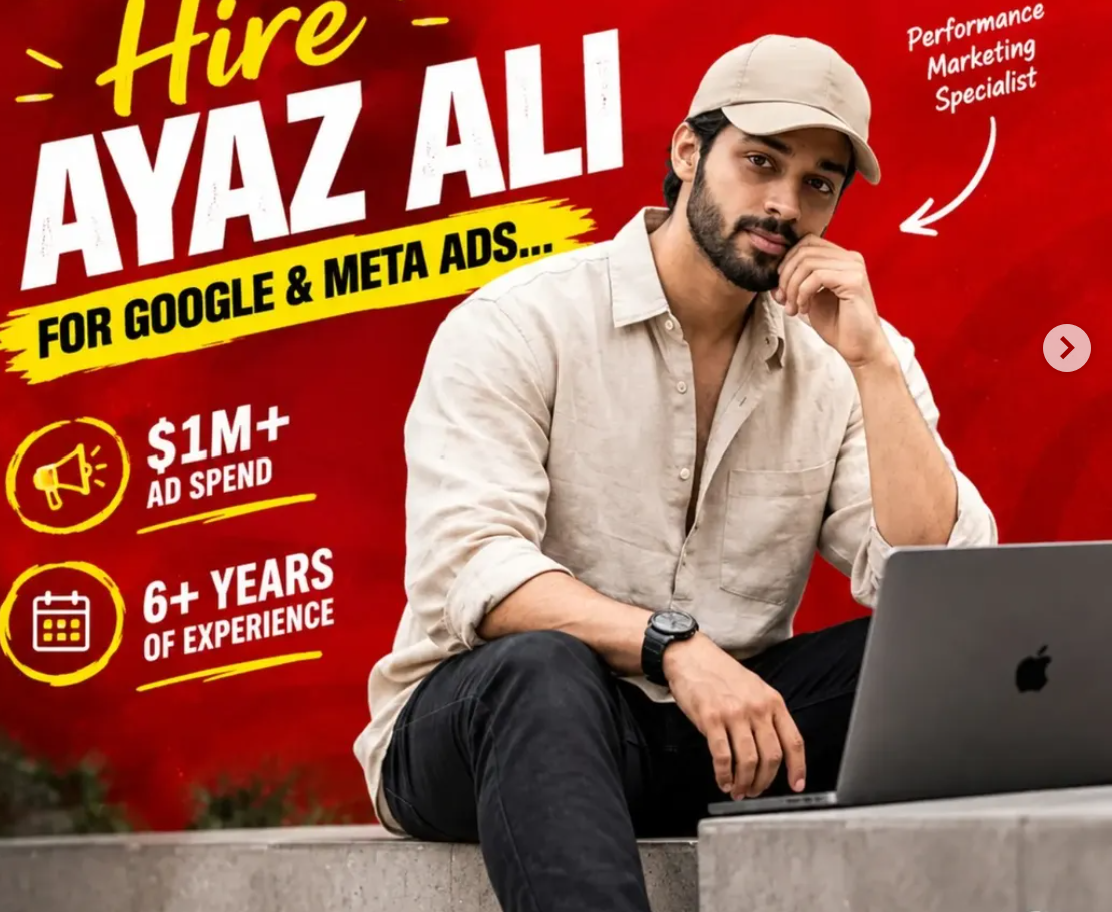 Hire
AYAZ ALI
FOR GOOGLE & META ADS...
Performance
Marketing
Specialist
$1M+
AD SPEND
6+ YEARS
OF EXPERIENCE